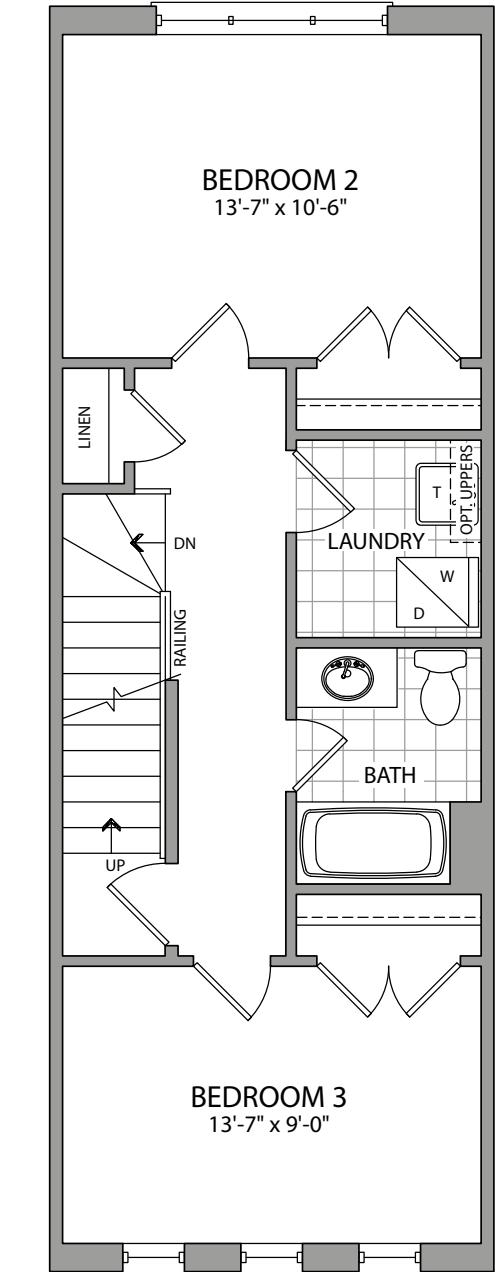 BEDROOM 2
13'-7" x 10'-6"
LINEN
T
OPT. UPPERS
LAUNDRY
DN
W
D
RAILING
BATH
UP
BEDROOM 3
13'-7" x 9'-0"